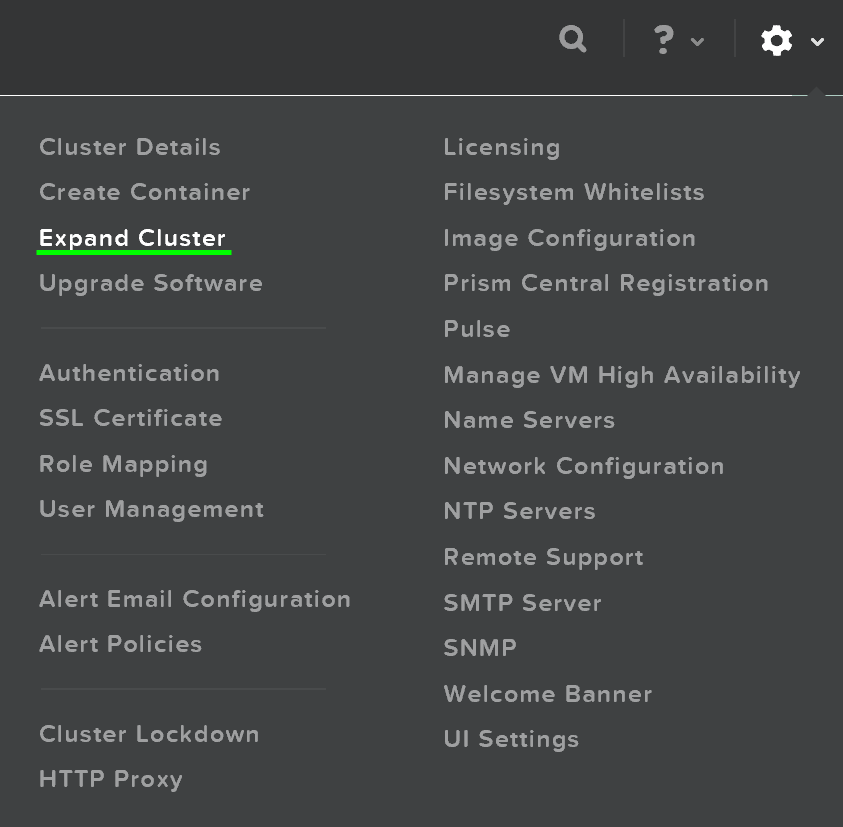 ?
Cluster Details
Create Container
Expand Cluster
Upgrade Software
Authentication
SSL Certificate
Role Mapping
User Management
Alert Email Configuration
Alert Policies
Cluster Lockdown
HTTP Proxy
Licensing
Filesystem Whitelists
Image Configuration
Prism Central Registration
Pulse
Manage VM High Availability
Name Servers
Network Configuration
NTP Servers
Remote Support
SMTP Server
SNMP
Welcome Banner
UI Settings